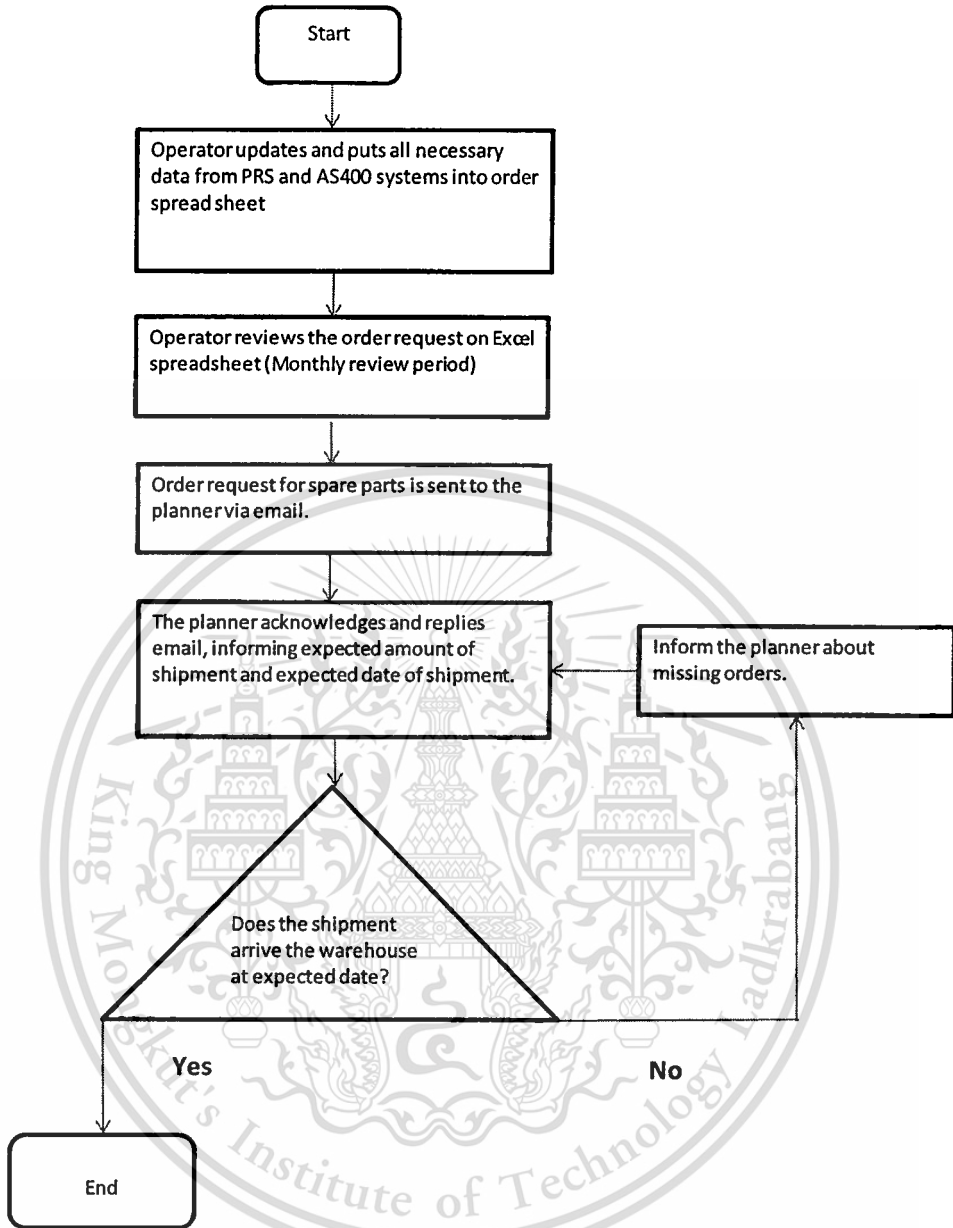 Start
Operator updates and puts all necessary
data from PRS and AS400 systems into order
spread sheet
Operator reviews the order request on Excel
spreadsheet (Monthly review period)
Order request for spare parts is sent to the
planner via email.
The planner acknowledges and replies
email, informing expected amount of
shipment and expected date of shipment.
Inform the planner about
missing orders.
Does the shipment
arrive the warehouse
at expected date?
Yes
No
End
King Mongkut's Institute of Technology Ladkrabang